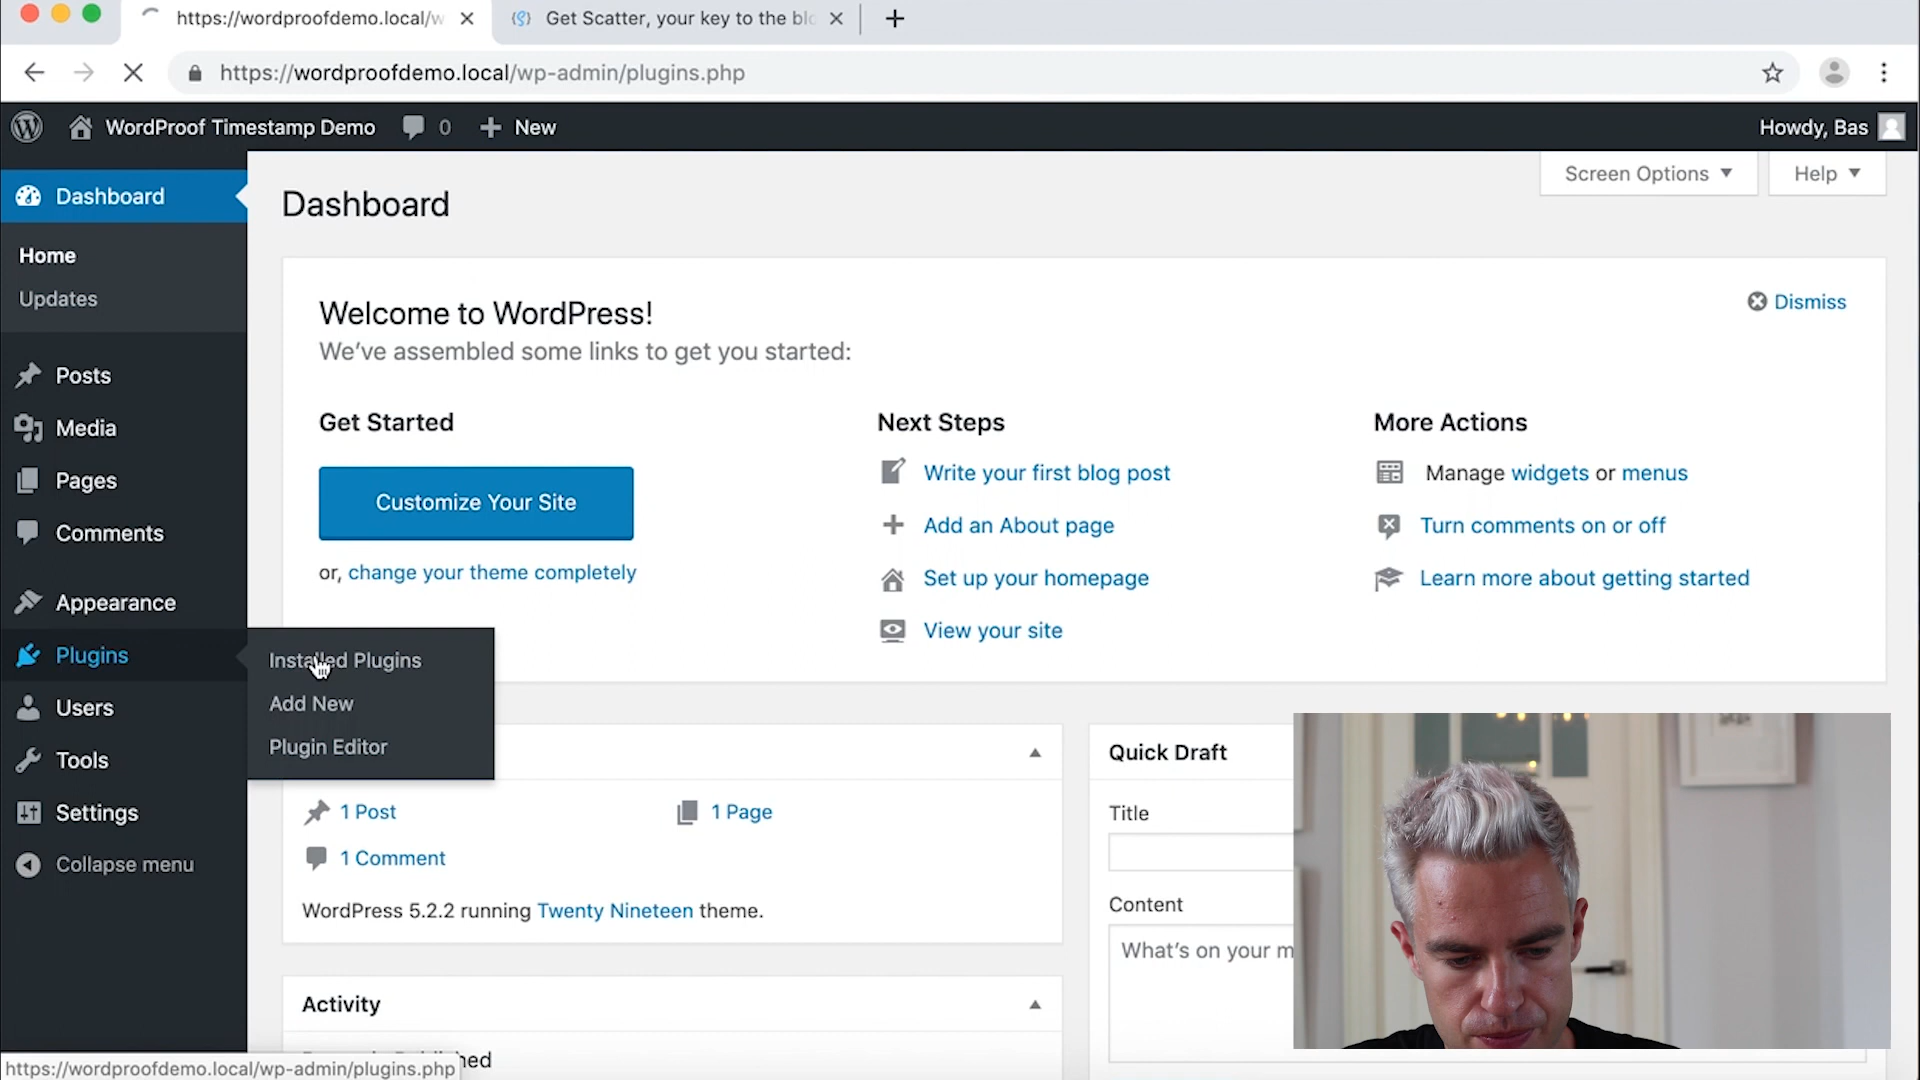 https://wordproofdemo.local/w
Get Scatter, your key to the blo
https://wordproofdemo.local/wp-admin/plugins.php
WordProof Timestamp Demo
0
New
Howdy, Bas
Screen Options
Help
Dashboard
Home
Updates
Posts
Media
Pages
Comments
Appearance
Plugins
Users
Tools
Settings
Collapse menu
Installed Plugins
Add New
Plugin Editor
Dashboard
Welcome to WordPress!
We've assembled some links to get you started:
Dismiss
Get Started
Customize Your Site
or, change your theme completely
Next Steps
Write your first blog post
Add an About page
Set up your homepage
View your site
More Actions
Manage widgets or menus
Turn comments on or off
Learn more about getting started
1 Post
1 Page
1 Comment
WordPress 5.2.2 running Twenty Nineteen theme.
Activity
Quick Draft
Title
Content
What's on your m
https://wordproofdemo.local/wp-admin/plugins.php